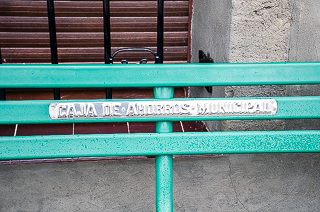 CAJA DE AHORROS MUNICIPAL